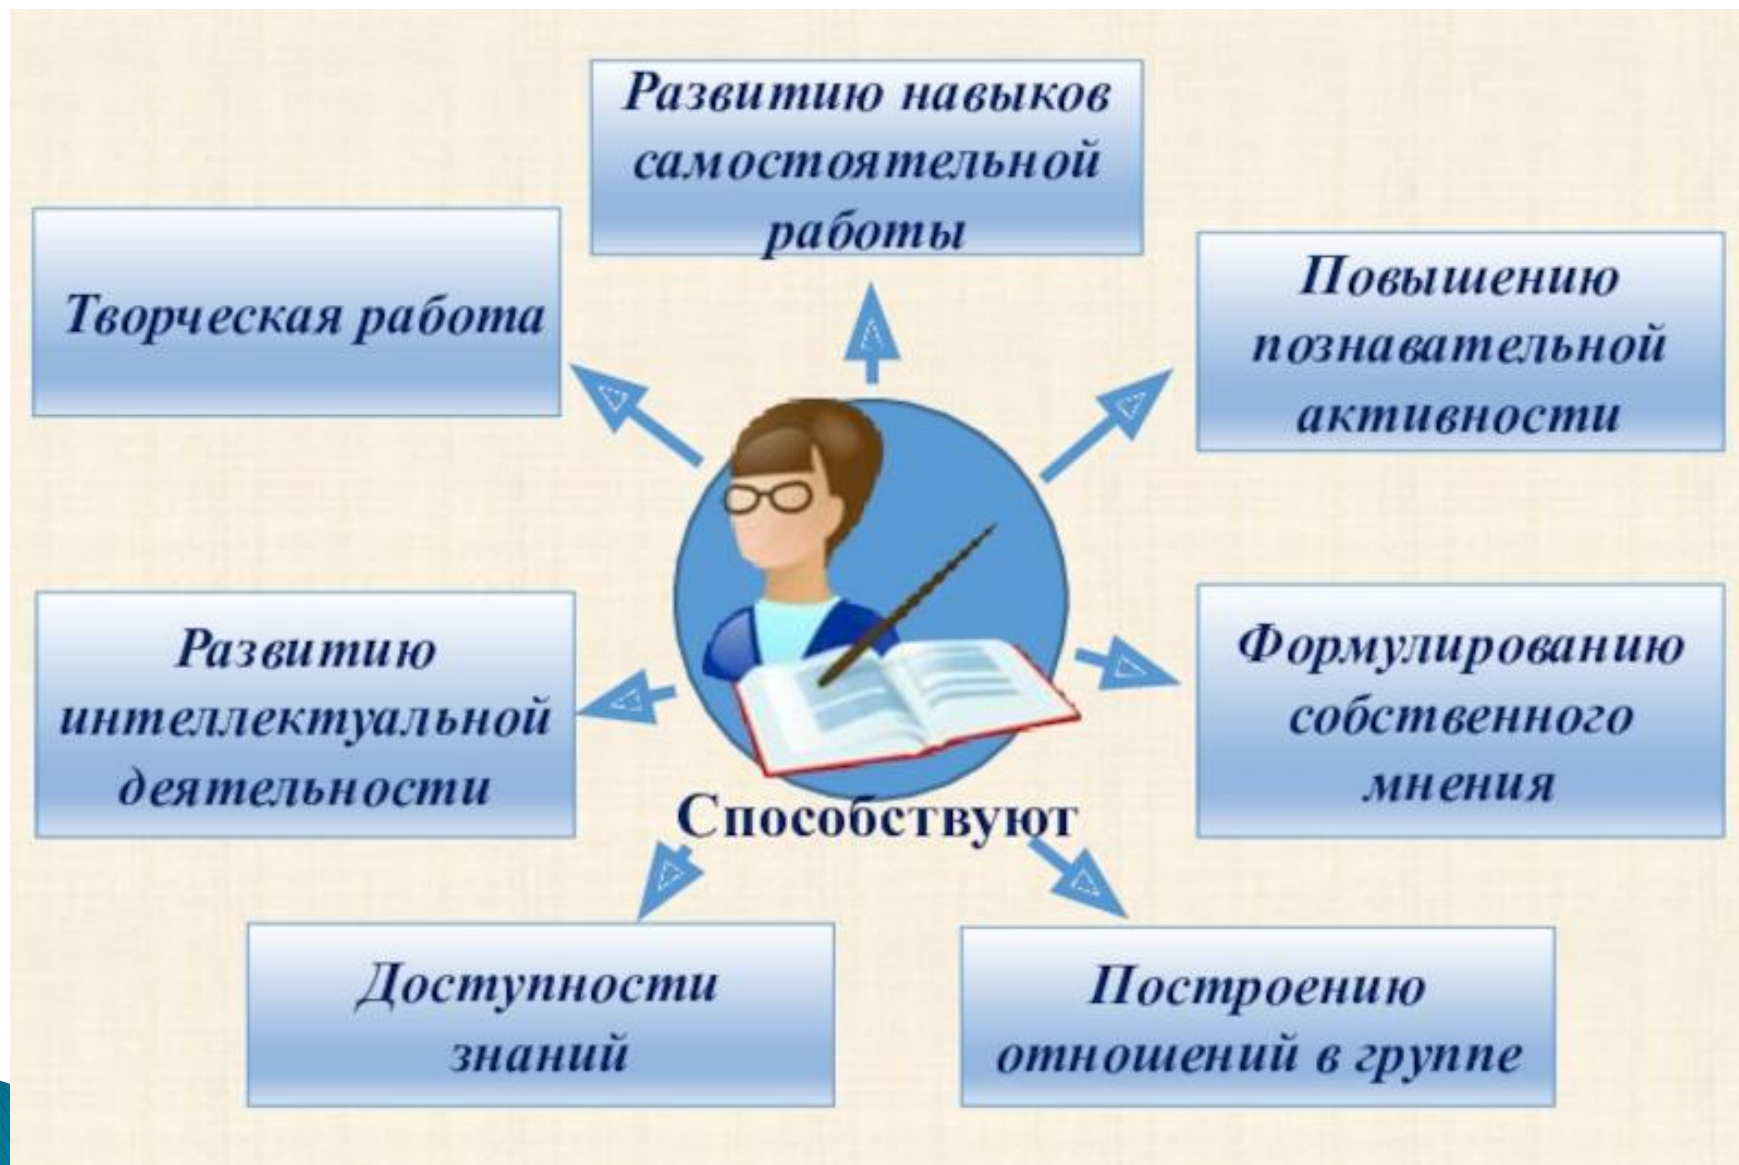 Развитию навыков
самостоятельной
работы
Творческая работа
Повышению
познавательной
активности
Развитию
интеллектуальной
деятельности
Формулированию
собственного
мнения
Способствуют
Доступности
знаний
Построению
отношений в группе